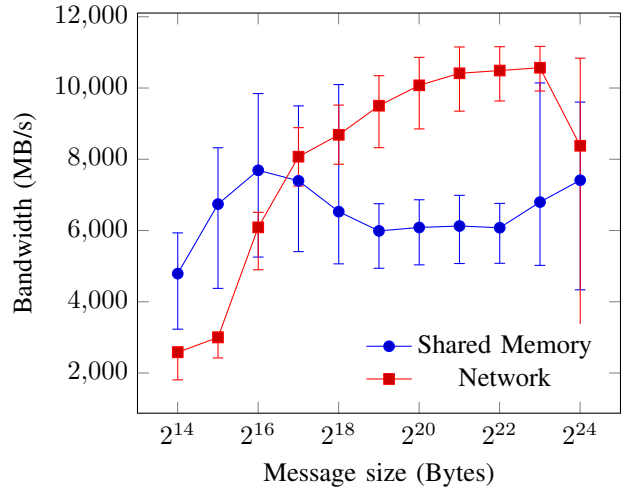 12,000
10,000
8,000
6,000
4,000
2,000
Bandwidth (MB/s)
Shared Memory
Network
2^14 2^16 2^18 2^20 2^22 2^24
Message size (Bytes)